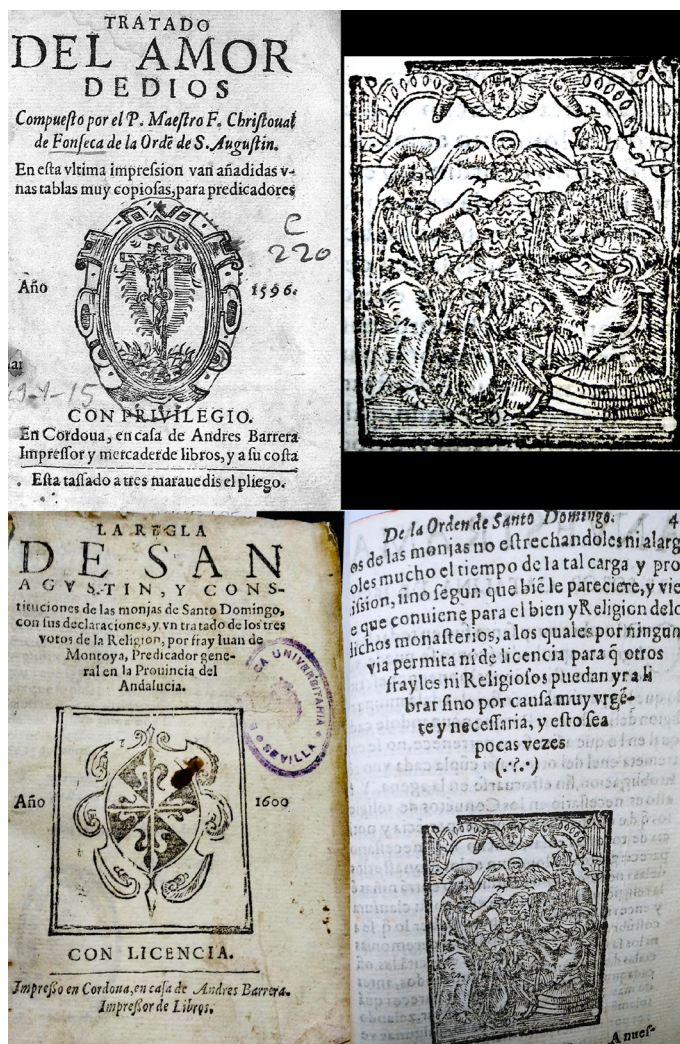 TRATADO
DEL AMOR
DE DIOS
Compuesto por el P. Maestro F. Christoual
de Fonseca de la Ordē de S. Augustin.
En esta vltima impression van añadidas v-
nas tablas muy copiosas, para predicadores
C
220
Año 1596.
CON PRIVILEGIO.
En Cordoua, en casa de Andres Barrera
Impressor y mercader de libros, y a su costa
Esta tassado a tres marauedis el pliego.
LA REGLA
DE SAN
AGVSTIN, Y CONS-
tituciones de las monjas de Santo Domingo,
con sus declaraciones, y vn tratado de los tres
votos de la Religion, por fray Iuan de
Montoya, Predicador gene-
ral en la Prouincia del
Andalucia.
UNIVERSITARIA
SEVILLA
Año 1600
CON LICENCIA.
Impresso en Cordoua, en casa de Andres Barrera.
Impressor de Libros.
De la Orden de Santo Domingo. 4
os de las monjas no estrechandoles ni alarg
oles mucho el tiempo de la tal carga y pro
ission, sino segun que biē le pareciere, y vie
e que conuiene para el bien y Religion delo
dichos monasterios, a los quales por ningun
via permita ni de licencia para q̄ otros
frayles ni Religiosos puedan yr a li
brar sino por causa muy vrgē-
te y necessaria, y esto sea
pocas vezes
(.·?.·)
A nues-